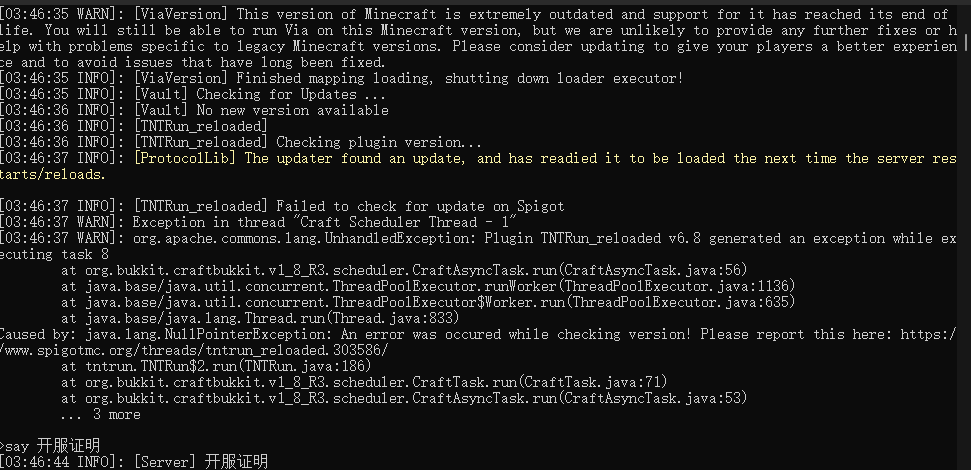 [03:46:35 WARN]: [ViaVersion] This version of Minecraft is extremely outdated and support for it has reached its end of
life. You will still be able to run Via on this Minecraft version, but we are unlikely to provide any further fixes or h
elp with problems specific to legacy Minecraft versions. Please consider updating to give your players a better experien
ce and to avoid issues that have long been fixed.
[03:46:35 INFO]: [ViaVersion] Finished mapping loading, shutting down loader executor!
[03:46:35 INFO]: [Vault] Checking for Updates ...
[03:46:36 INFO]: [Vault] No new version available
[03:46:36 INFO]: [TNTRun_reloaded]
[03:46:36 INFO]: [TNTRun_reloaded] Checking plugin version...
[03:46:37 INFO]: [ProtocolLib] The updater found an update, and has readied it to be loaded the next time the server res
tarts/reloads.
[03:46:37 INFO]: [TNTRun_reloaded] Failed to check for update on Spigot
[03:46:37 WARN]: Exception in thread "Craft Scheduler Thread - 1"
[03:46:37 WARN]: org.apache.commons.lang.UnhandledException: Plugin TNTRun_reloaded v6.8 generated an exception while ex
ecuting task 8
at org.bukkit.craftbukkit.v1_8_R3.scheduler.CraftAsyncTask.run(CraftAsyncTask.java:56)
at java.base/java.util.concurrent.ThreadPoolExecutor.runWorker(ThreadPoolExecutor.java:1136)
at java.base/java.util.concurrent.ThreadPoolExecutor$Worker.run(ThreadPoolExecutor.java:635)
at java.base/java.lang.Thread.run(Thread.java:833)
Caused by: java.lang.NullPointerException: An error was occured while checking version! Please report this here: https:/
/www.spigotmc.org/threads/tntrun_reloaded.303586/
at tntrun.TNTRun$2.run(TNTRun.java:186)
at org.bukkit.craftbukkit.v1_8_R3.scheduler.CraftTask.run(CraftTask.java:71)
at org.bukkit.craftbukkit.v1_8_R3.scheduler.CraftAsyncTask.run(CraftAsyncTask.java:53)
... 3 more
>say 开服证明
[03:46:44 INFO]: [Server] 开服证明